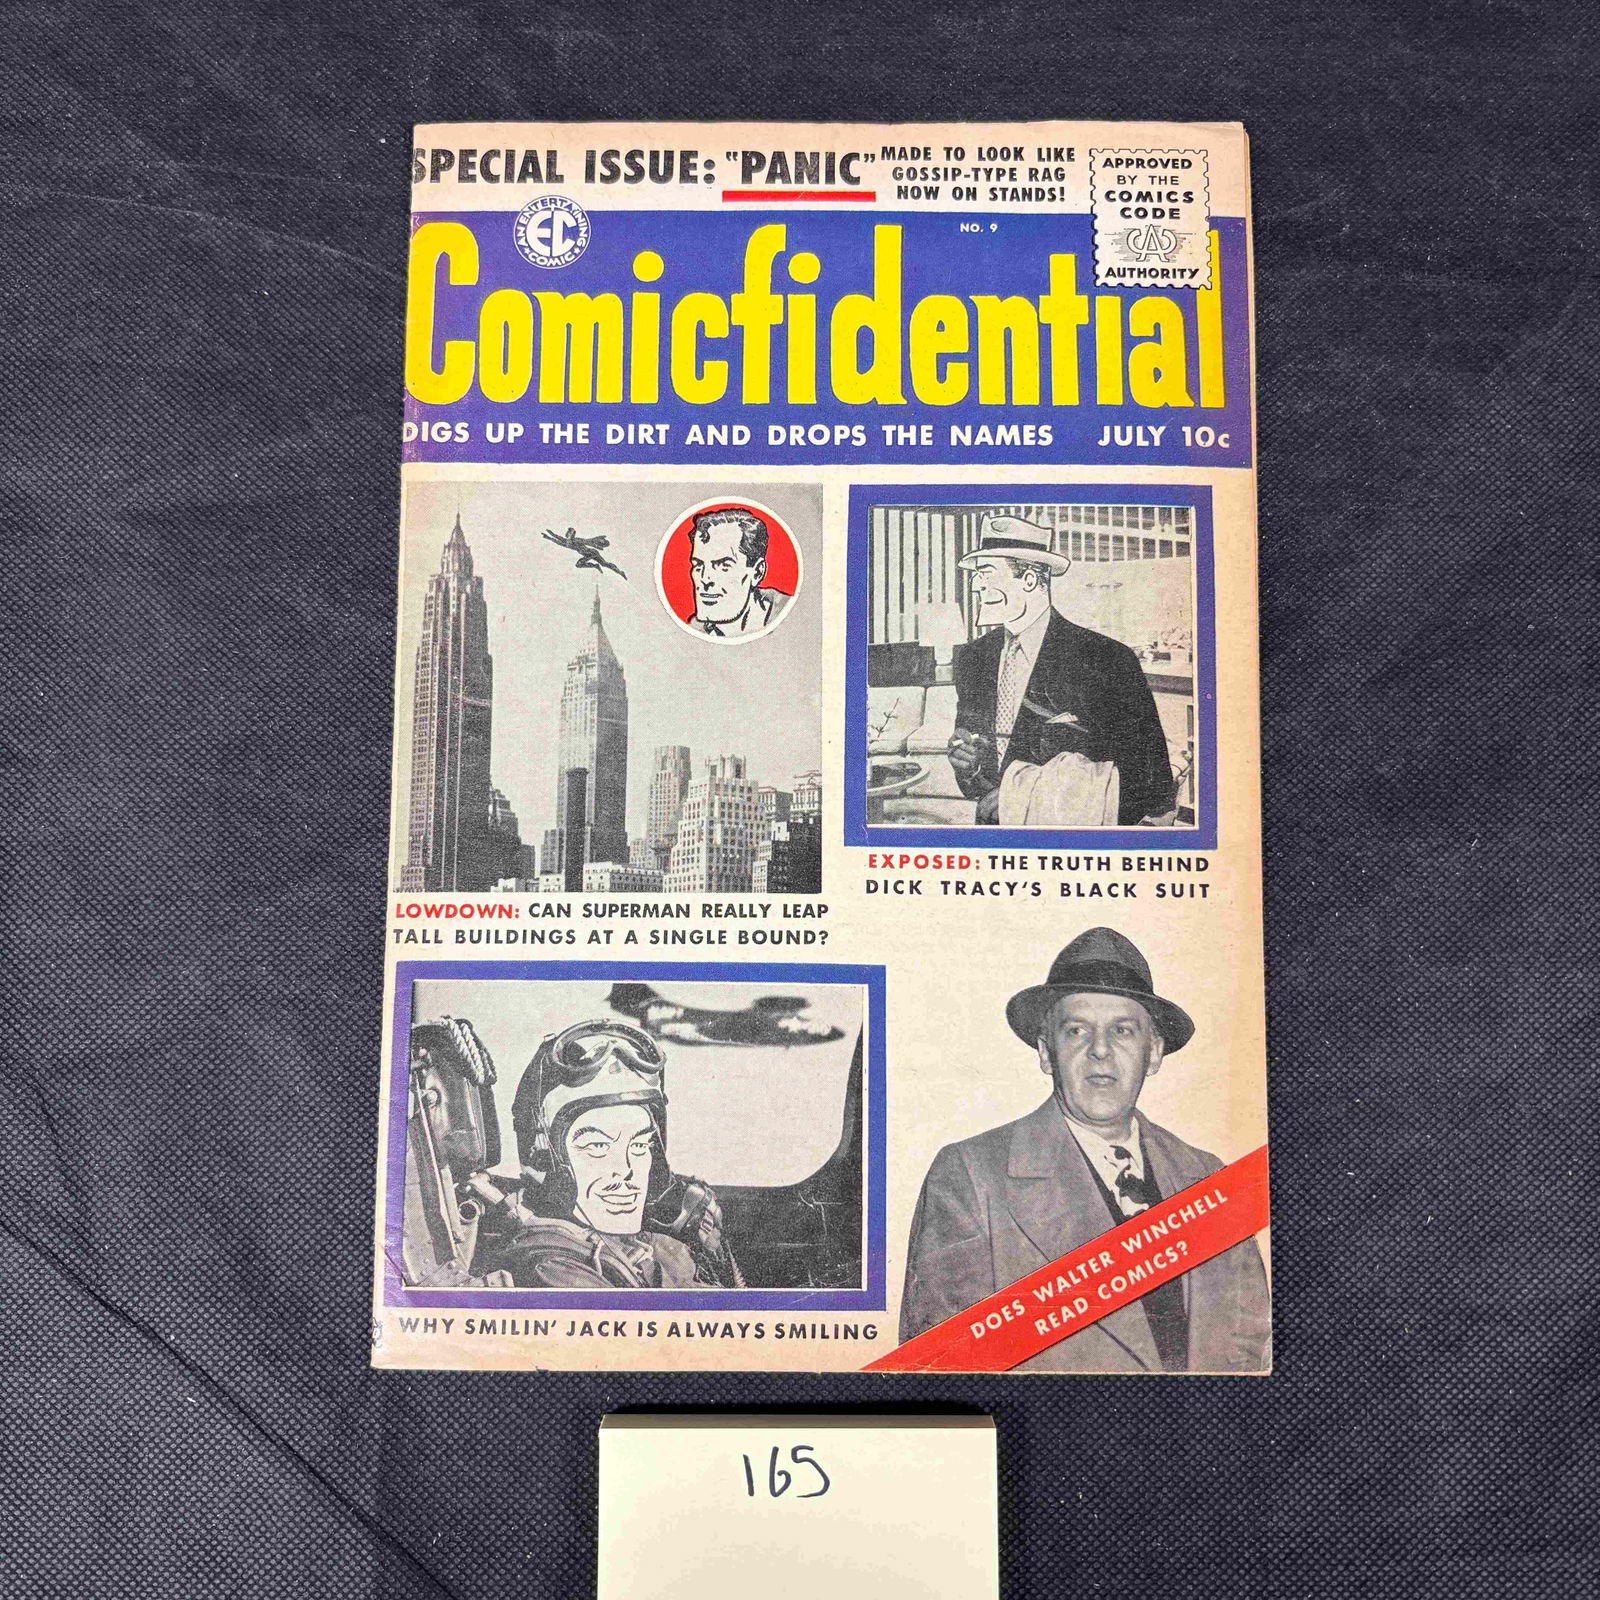 SPECIAL ISSUE: "PANIC"
MADE TO LOOK LIKE
GOSSIP-TYPE RAG
NOW ON STANDS!
APPROVED
BY THE
COMICS
CODE
CA
AUTHORITY
AN ENTERTAINING
EC
COMIC
NO. 9
Comicfidential
DIGS UP THE DIRT AND DROPS THE NAMES JULY 10c
LOWDOWN: CAN SUPERMAN REALLY LEAP
TALL BUILDINGS AT A SINGLE BOUND?
EXPOSED: THE TRUTH BEHIND
DICK TRACY'S BLACK SUIT
WHY SMILIN' JACK IS ALWAYS SMILING
DOES WALTER WINCHELL
READ COMICS?
165